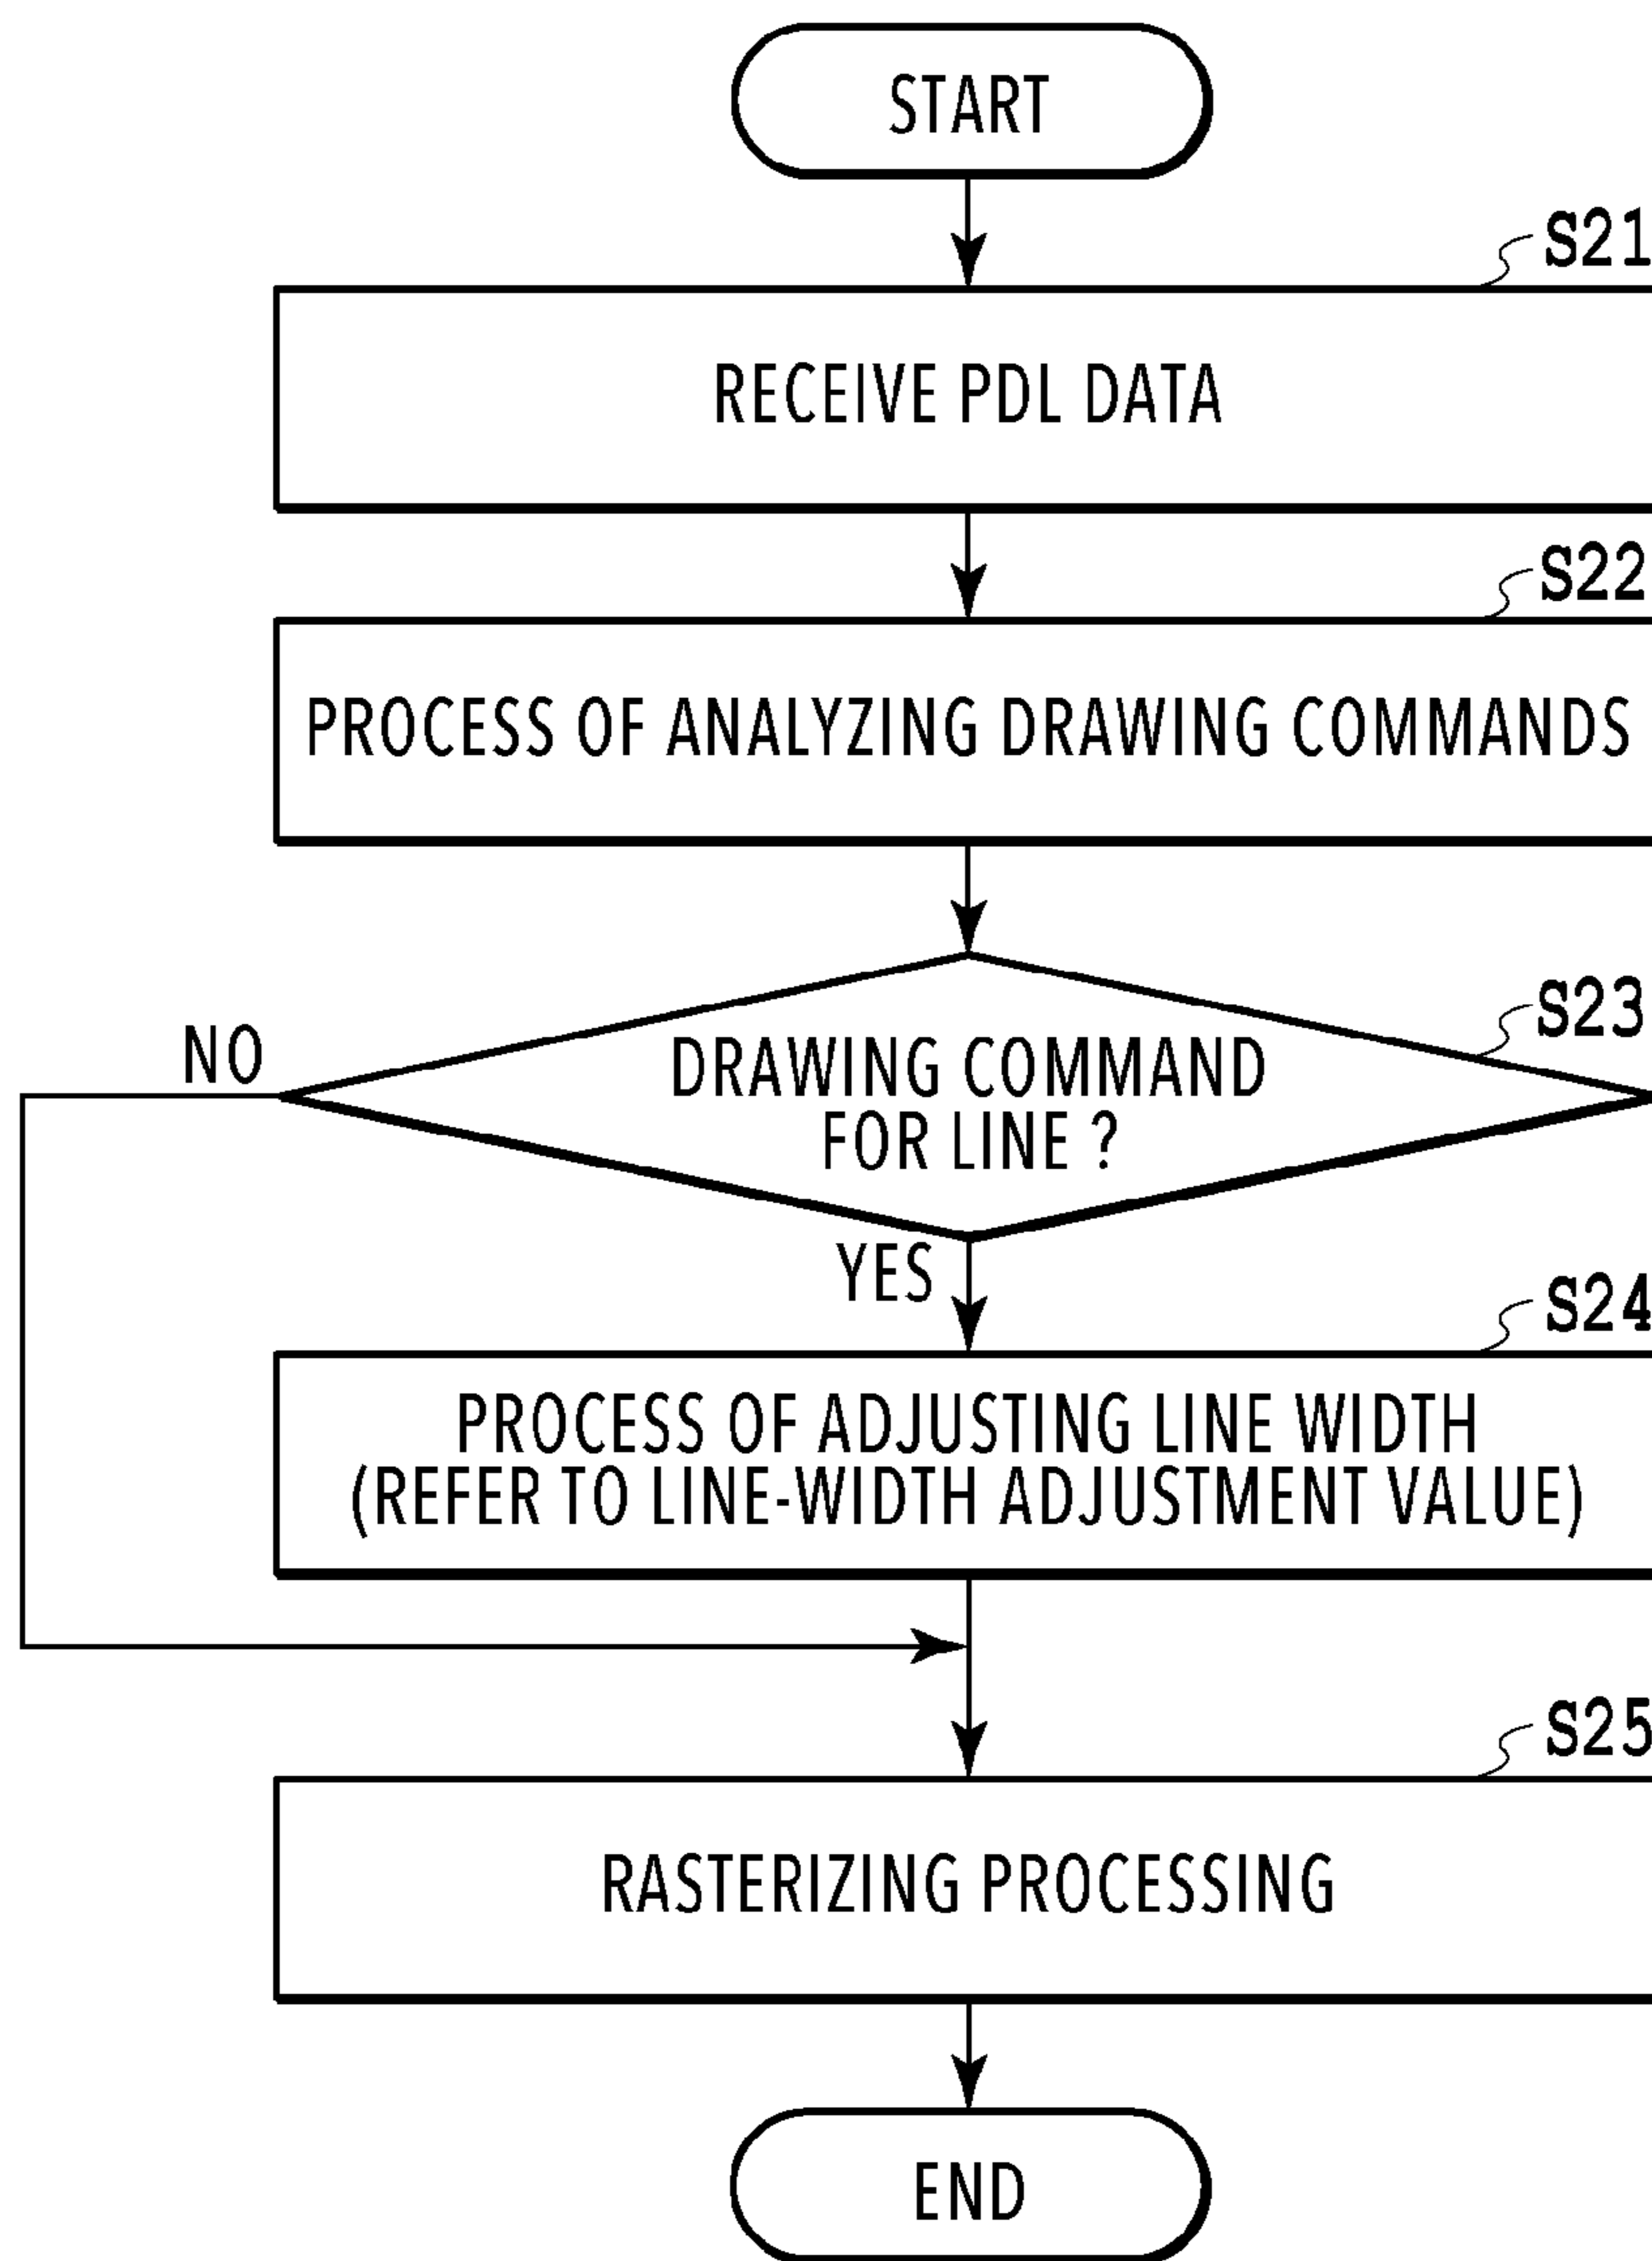 START
S21
RECEIVE PDL DATA
S22
PROCESS OF ANALYZING DRAWING COMMANDS
S23
NO
DRAWING COMMAND
FOR LINE ?
YES
S24
PROCESS OF ADJUSTING LINE WIDTH
(REFER TO LINE-WIDTH ADJUSTMENT VALUE)
S25
RASTERIZING PROCESSING
END